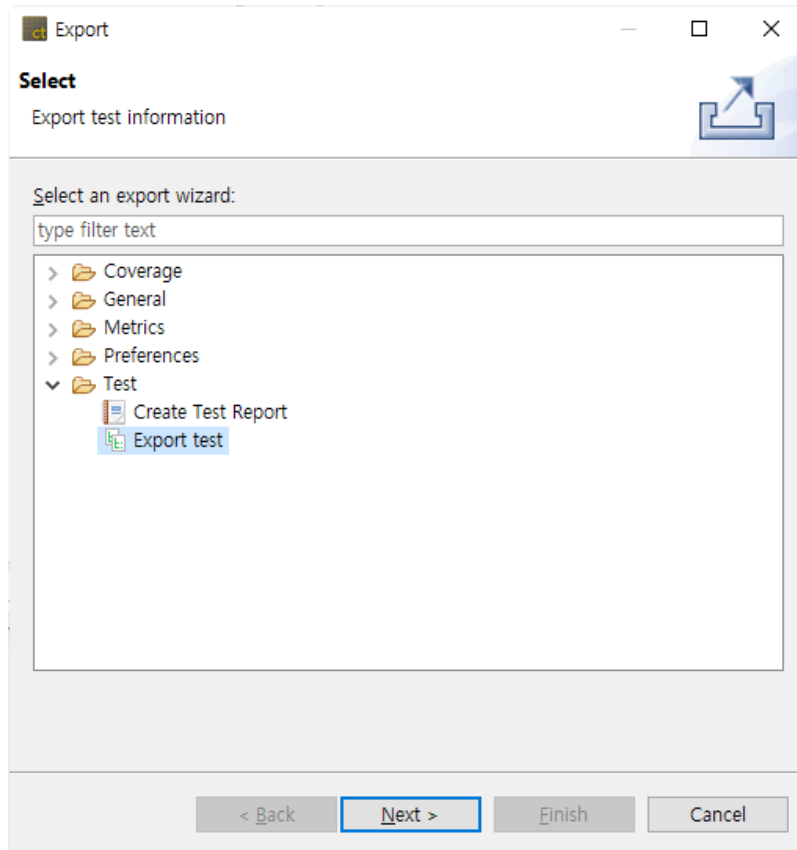 ct Export
Select
Export test information
Select an export wizard:
type filter text
Coverage
General
Metrics
Preferences
Test
Create Test Report
Export test
< Back Next > Finish Cancel